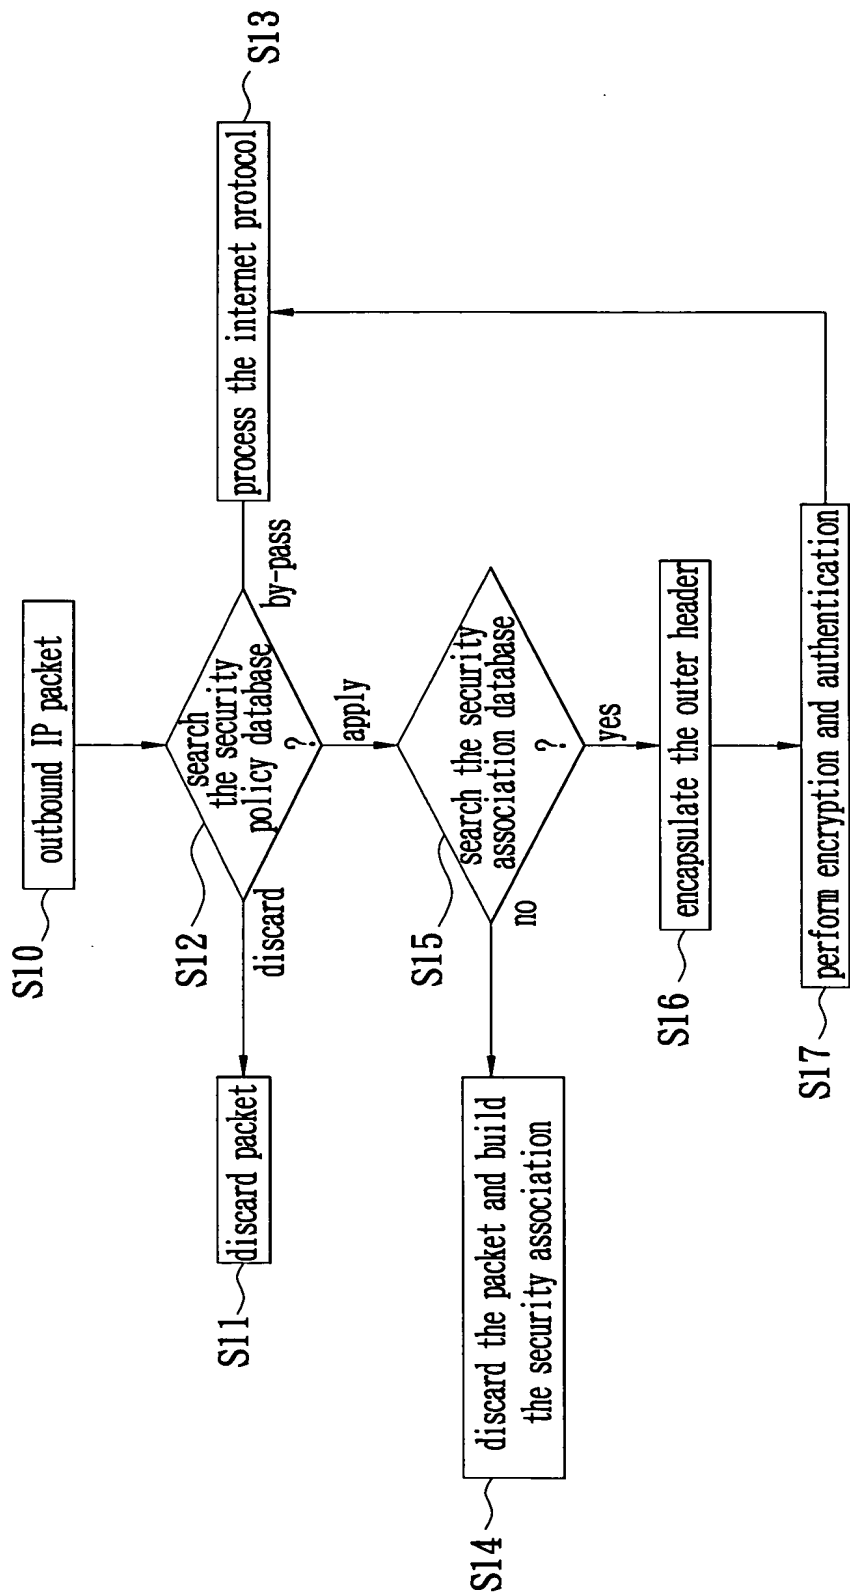 S10
outbound IP packet
S12
search
the security
policy database
?
discard
by-pass
apply
S11
discard packet
process the internet protocol
S13
S15
search the security
association database
?
no
yes
S14
discard the packet and build
the security association
S16
encapsulate the outer header
S17
perform encryption and authentication